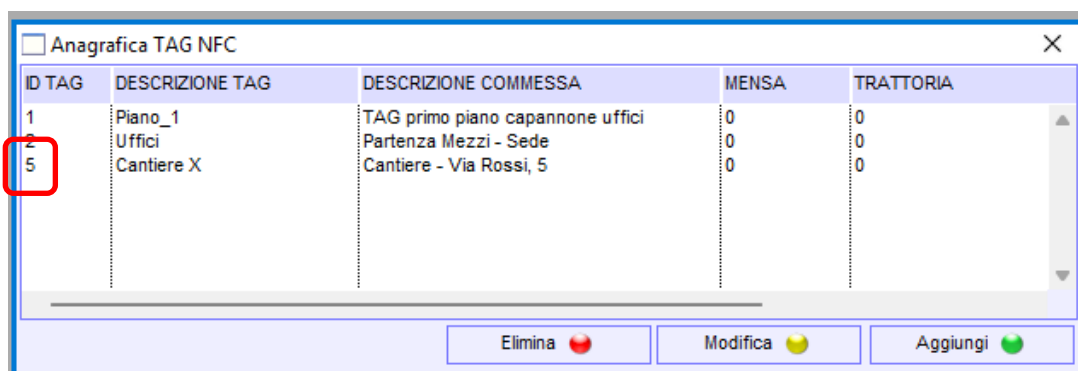 Anagrafica TAG NFC
ID TAG DESCRIZIONE TAG DESCRIZIONE COMMESSA MENSA TRATTORIA
1 Piano_1 TAG primo piano capannone uffici 0 0
2 Uffici Partenza Mezzi - Sede 0 0
5 Cantiere X Cantiere - Via Rossi, 5 0 0
Elimina Modifica Aggiungi